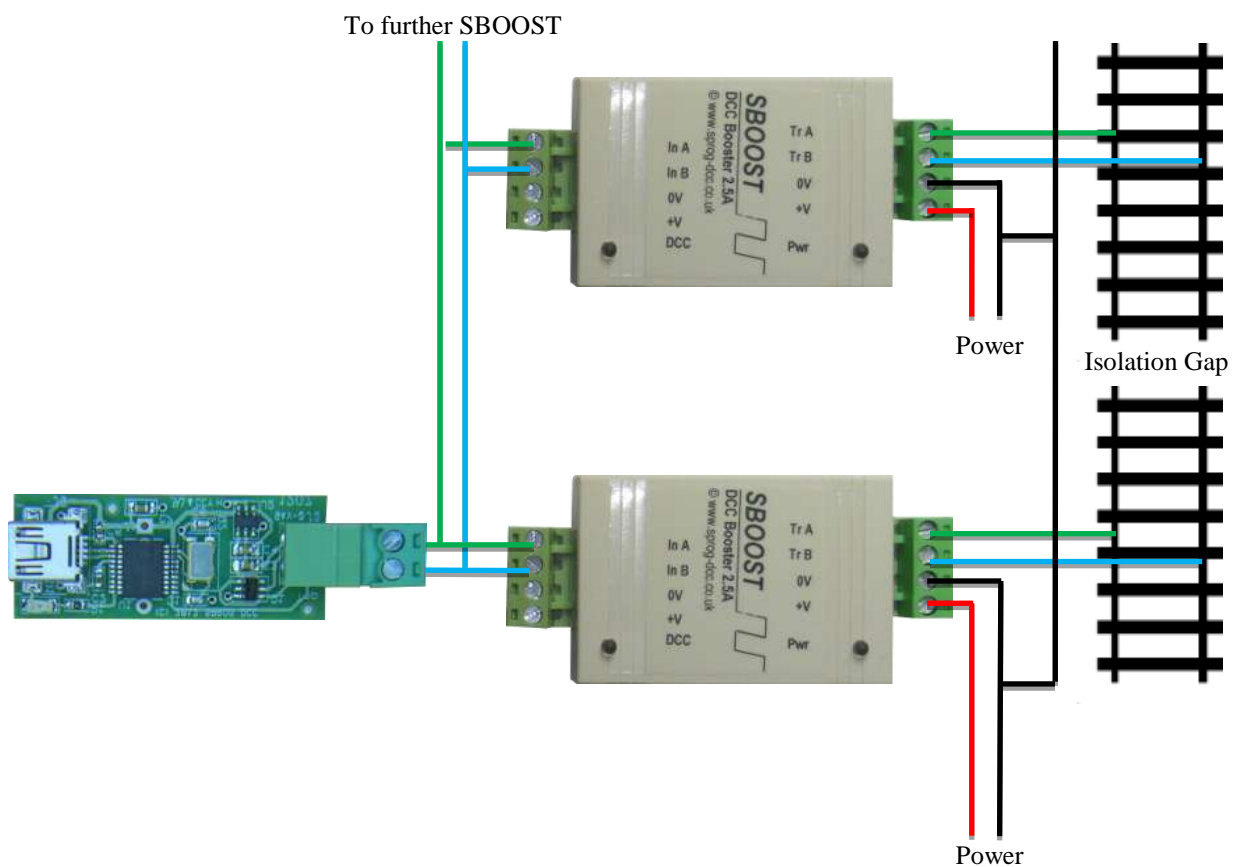 To further SBOOST
SBOOST
DCC Booster 2.5A
© www.sprog-dcc.co.uk
In A
In B
0V
+V
DCC
Tr A
Tr B
0V
+V
Pwr
Power
Isolation Gap
SBOOST
DCC Booster 2.5A
© www.sprog-dcc.co.uk
In A
In B
0V
+V
DCC
Tr A
Tr B
0V
+V
Pwr
Power